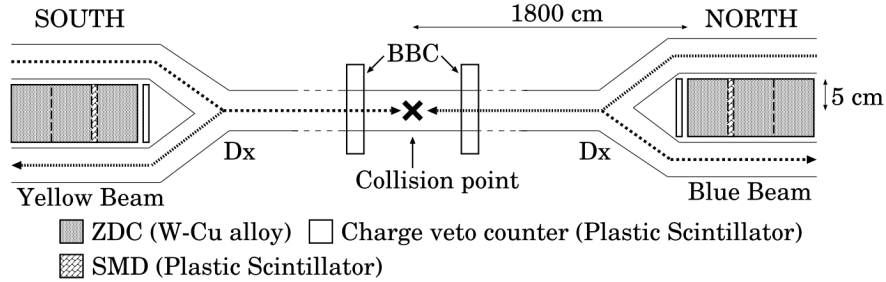 SOUTH
1800 cm
NORTH
BBC
5 cm
Dx
Dx
Collision point
Yellow Beam
Blue Beam
ZDC (W-Cu alloy)
Charge veto counter (Plastic Scintillator)
SMD (Plastic Scintillator)